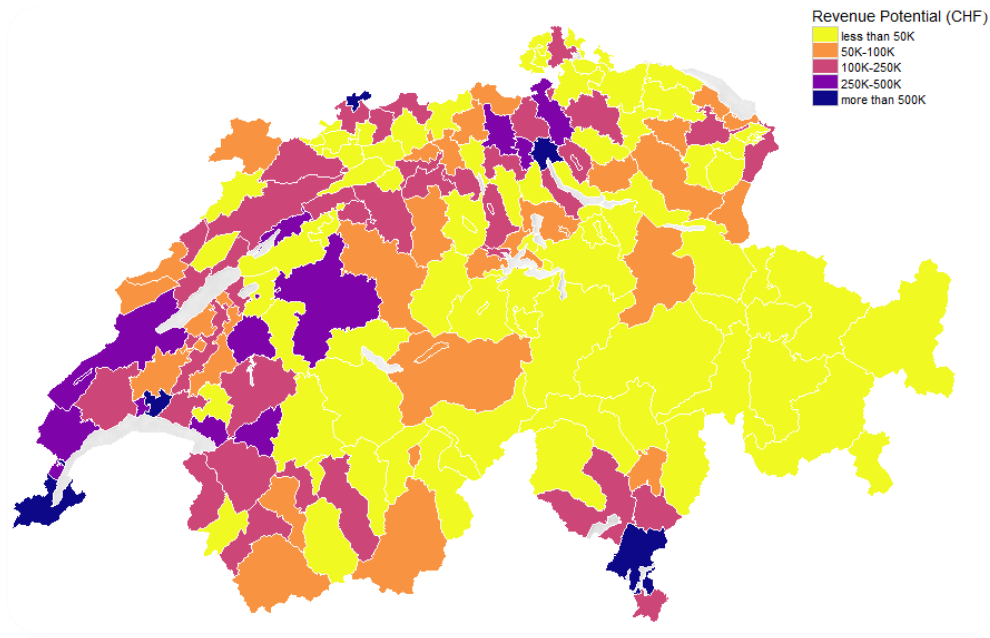 Revenue Potential (CHF)
less than 50K
50K-100K
100K-250K
250K-500K
more than 500K